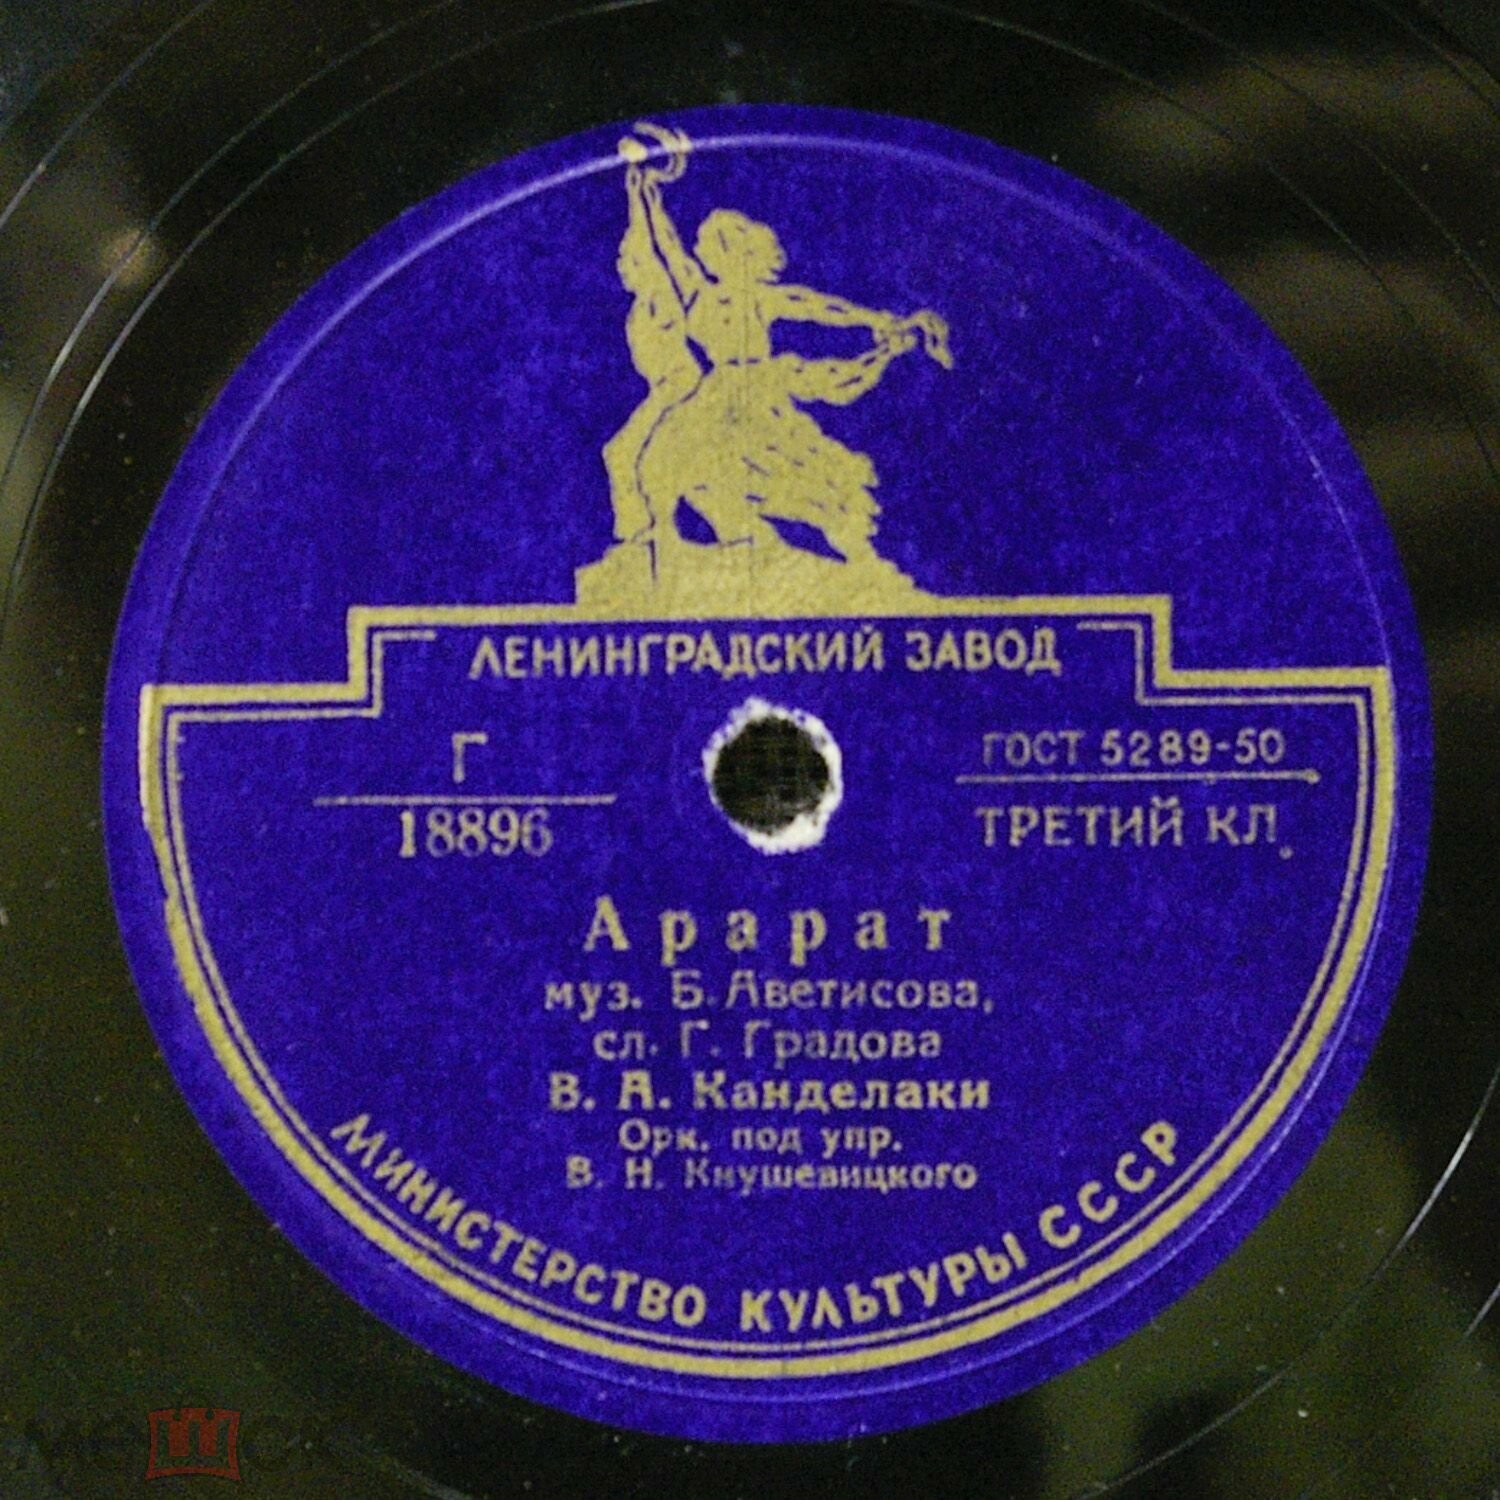 ЛЕНИНГРАДСКИЙ ЗАВОД
Г
18896
ГОСТ 5289-50
ТРЕТИЙ КЛ.
Арарат
муз. Б. Аветисова,
сл. Г. Градова
В. А. Канделаки
Орк. под упр.
В. Н. Кнушевицкого
МИНИСТЕРСТВО КУЛЬТУРЫ СССР
мешок